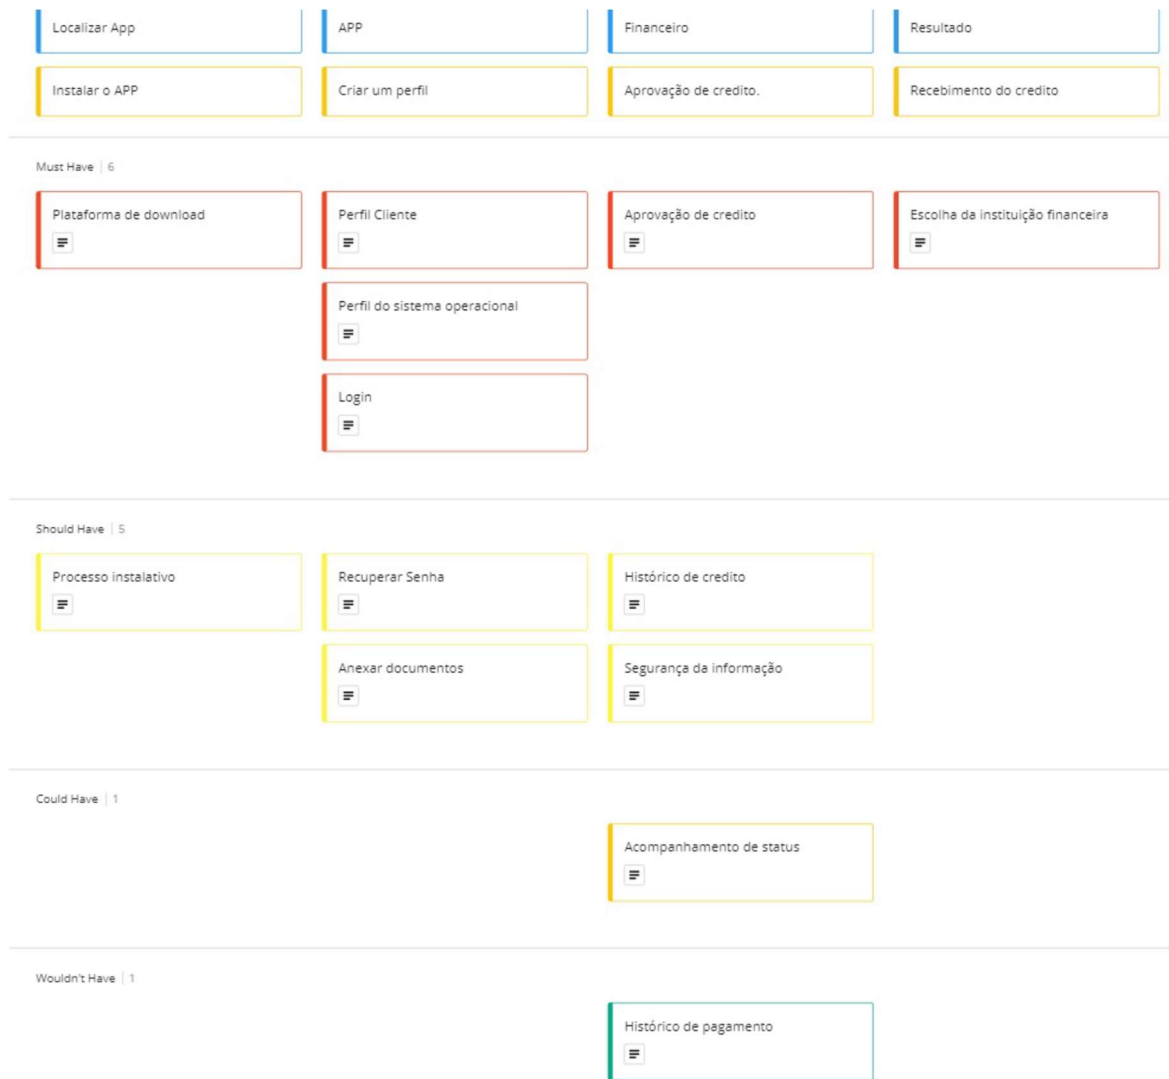 Localizar App
APP
Financeiro
Resultado
Instalar o APP
Criar um perfil
Aprovação de credito.
Recebimento do credito
Must Have | 6
Plataforma de download
Perfil Cliente
Aprovação de credito
Escolha da instituição financeira
Perfil do sistema operacional
Login
Should Have | 5
Processo instalativo
Recuperar Senha
Histórico de credito
Anexar documentos
Segurança da informação
Could Have | 1
Acompanhamento de status
Wouldn't Have | 1
Histórico de pagamento